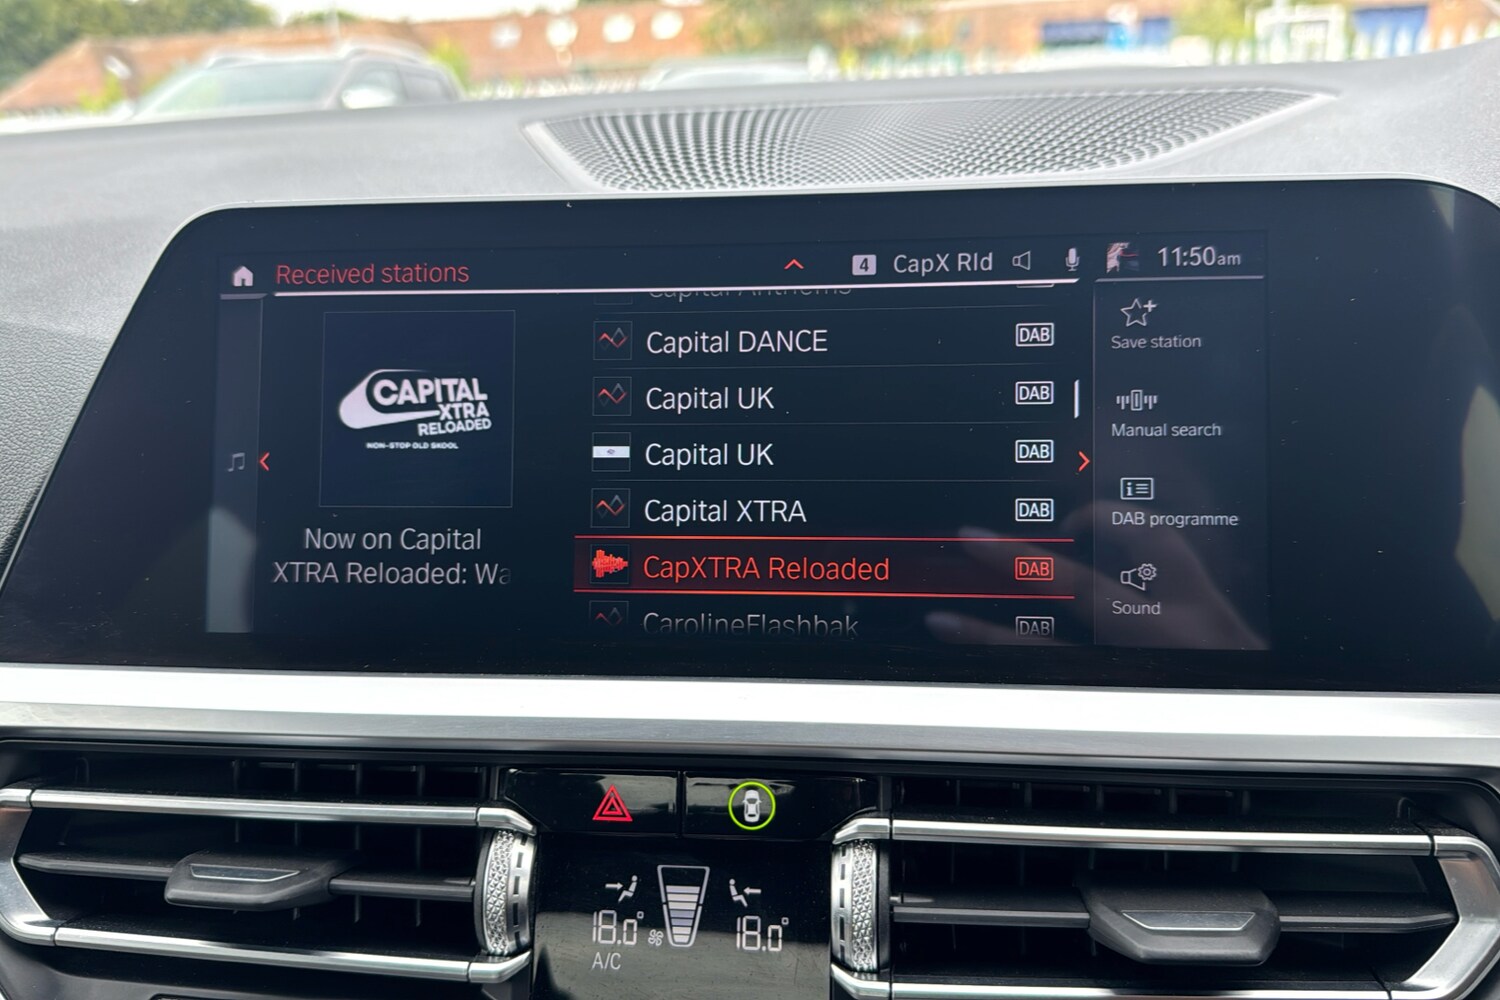 Received stations
4 CapX Rld
11:50am
Capital Anthems
Capital DANCE DAB
Capital UK DAB
Capital UK DAB
Capital XTRA DAB
CapXTRA Reloaded DAB
CarolineFlashbak DAB
CAPITAL
XTRA
RELOADED
NON-STOP OLD SKOOL
Now on Capital
XTRA Reloaded: Wa
Save station
Manual search
DAB programme
Sound
18.0° 18.0°
A/C